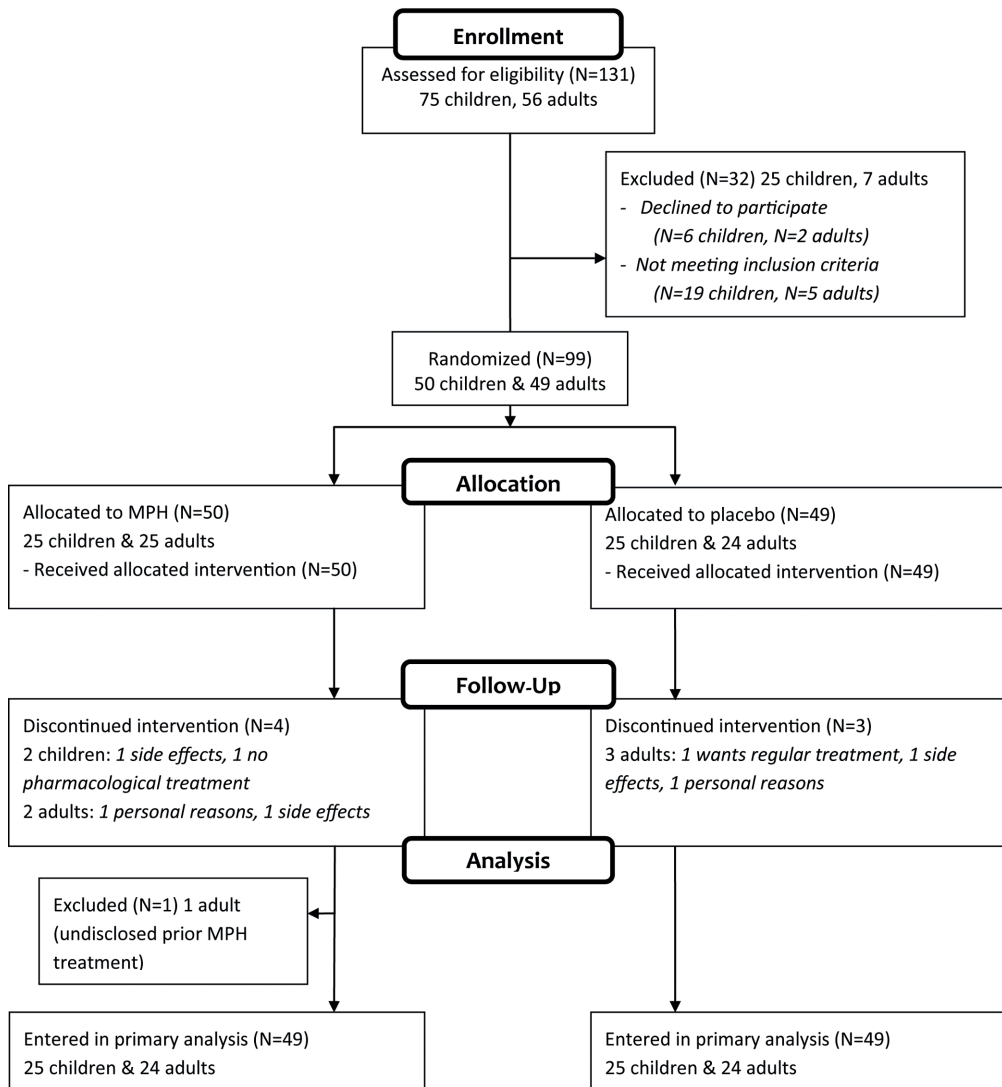 Enrollment
Assessed for eligibility (N=131)
75 children, 56 adults
Excluded (N=32) 25 children, 7 adults
- Declined to participate
(N=6 children, N=2 adults)
- Not meeting inclusion criteria
(N=19 children, N=5 adults)
Randomized (N=99)
50 children & 49 adults
Allocation
Allocated to MPH (N=50)
25 children & 25 adults
- Received allocated intervention (N=50)
Allocated to placebo (N=49)
25 children & 24 adults
- Received allocated intervention (N=49)
Follow-Up
Discontinued intervention (N=4)
2 children: 1 side effects, 1 no
pharmacological treatment
2 adults: 1 personal reasons, 1 side effects
Discontinued intervention (N=3)
3 adults: 1 wants regular treatment, 1 side
effects, 1 personal reasons
Analysis
Excluded (N=1) 1 adult
(undisclosed prior MPH
treatment)
Entered in primary analysis (N=49)
25 children & 24 adults
Entered in primary analysis (N=49)
25 children & 24 adults